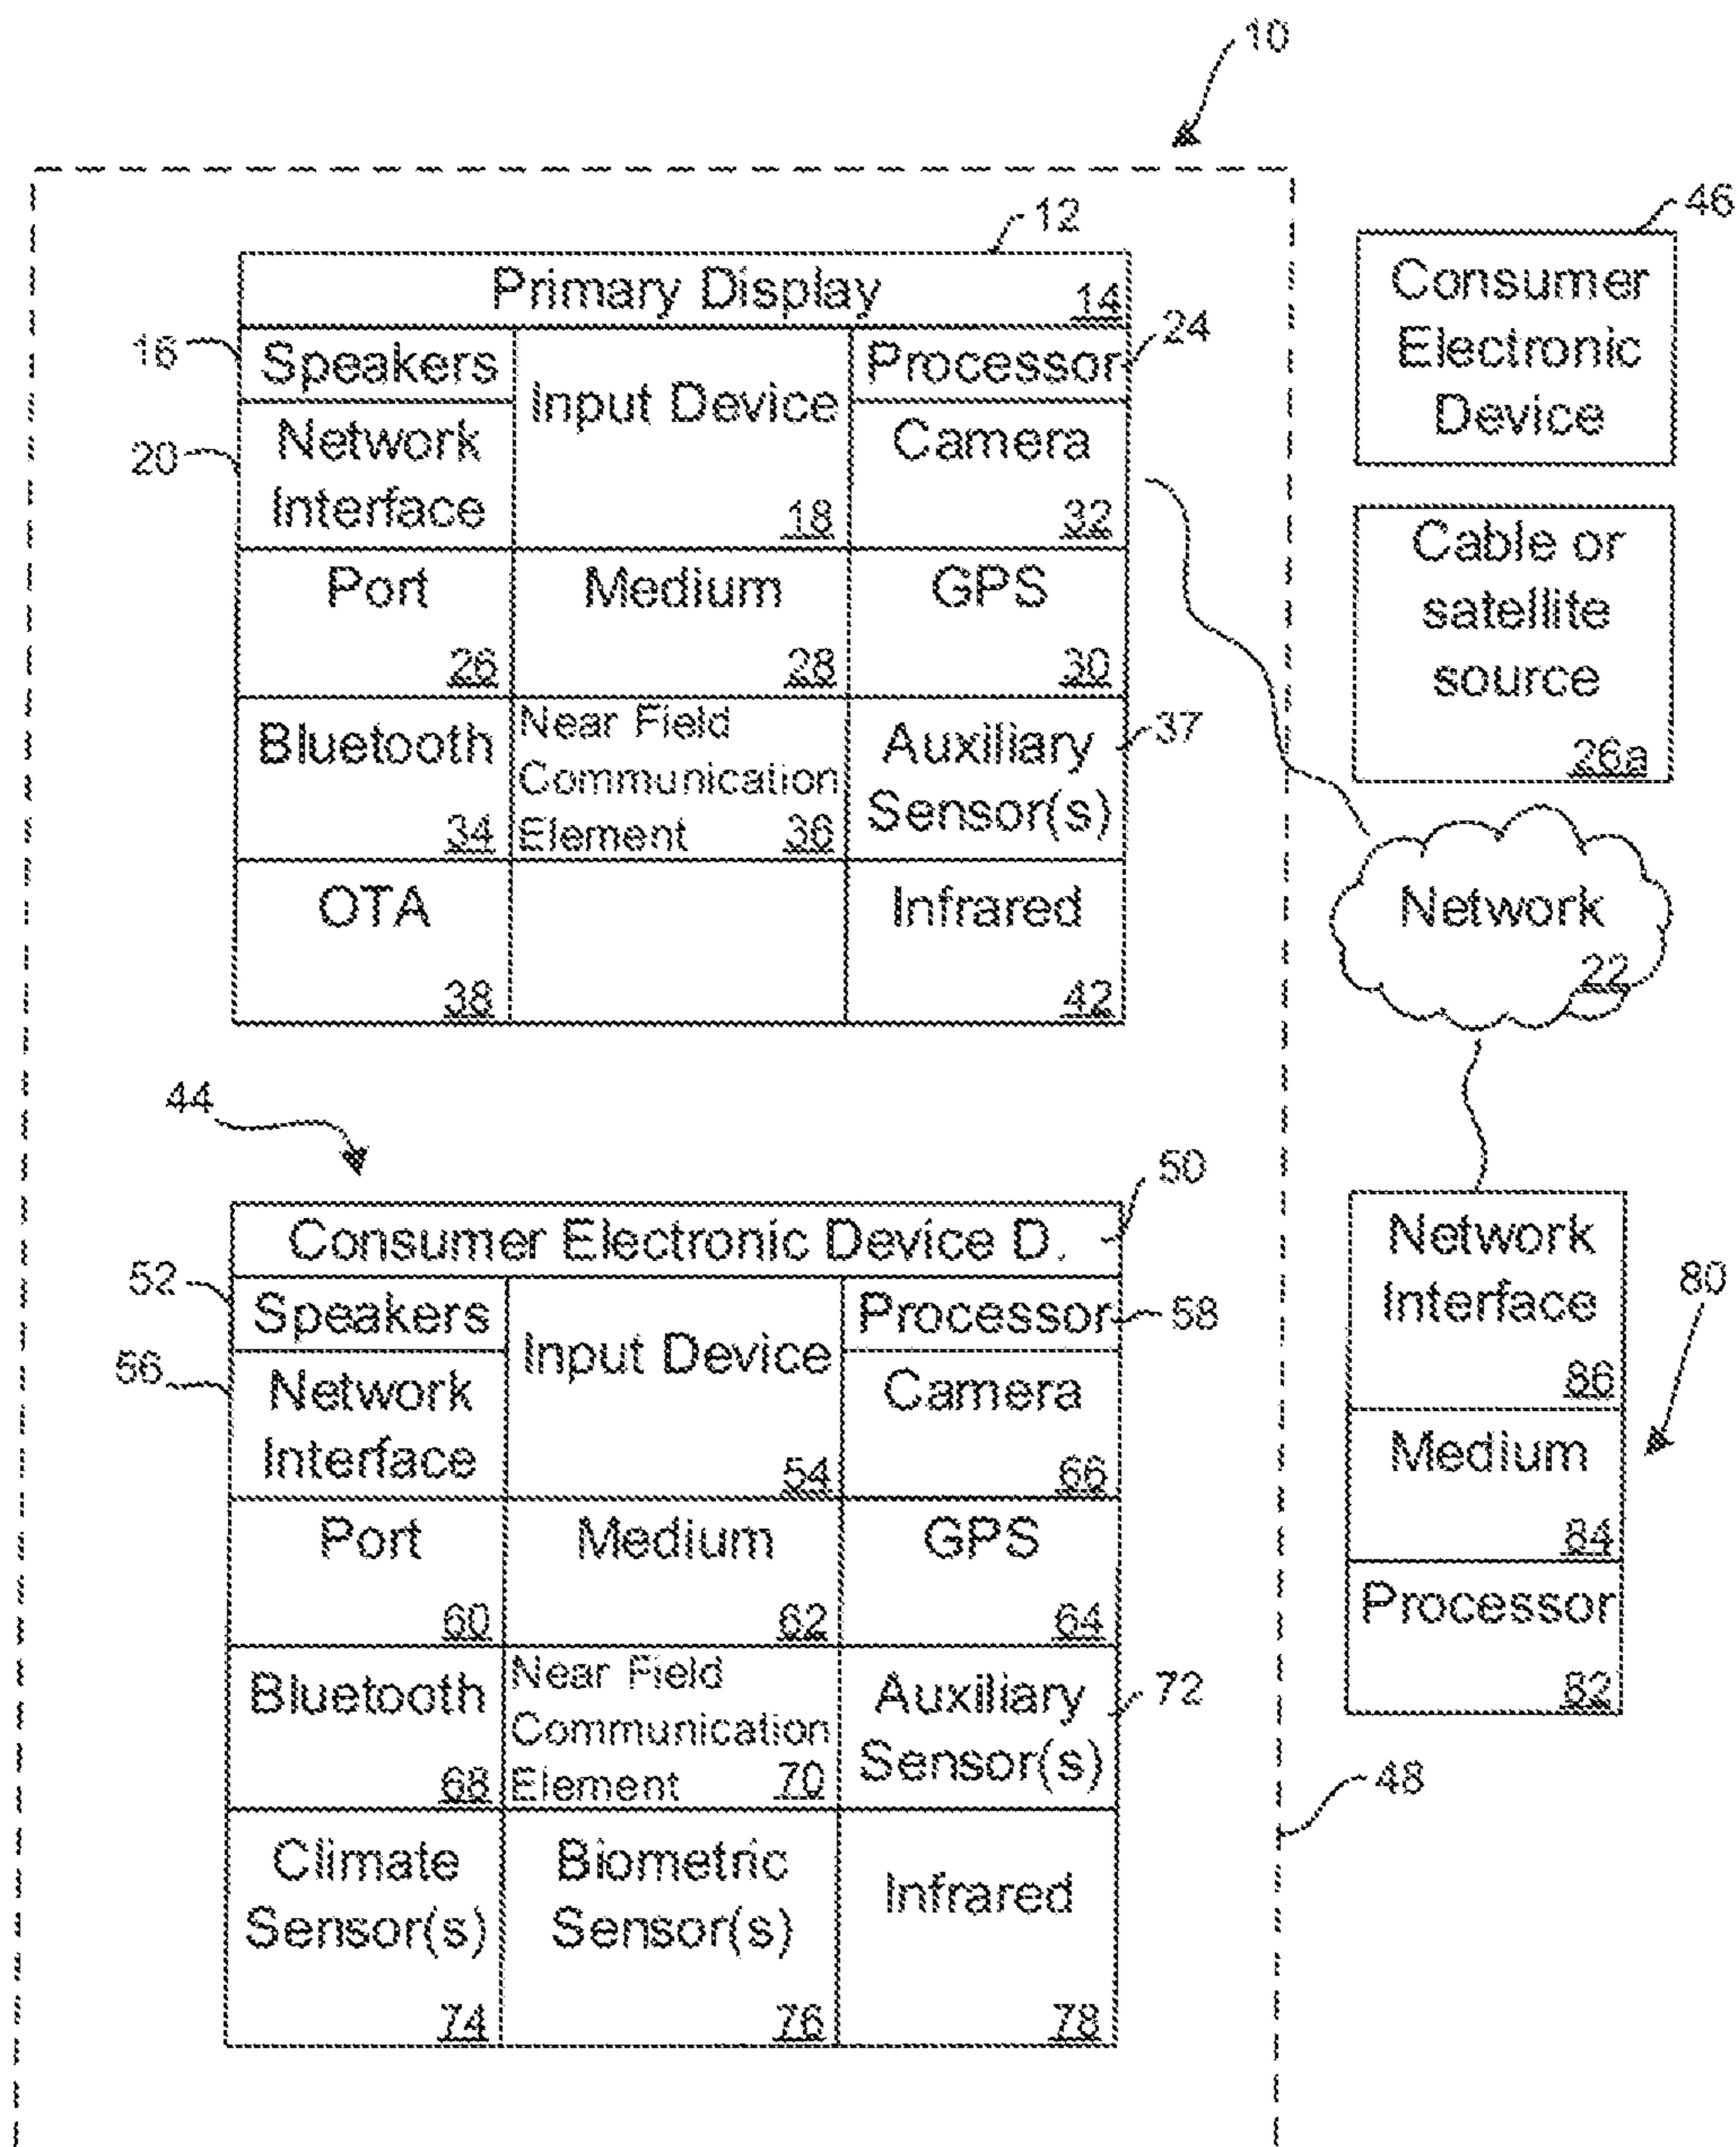 10
12
Primary Display 14
16
Speakers
Input Device
18
Processor
24
20
Network
Interface
Camera
32
Port
26
Medium
28
GPS
30
Bluetooth
34
Near Field
Communication
Element 36
Auxiliary
Sensor(s)
37
OTA
38
Infrared
42
46
Consumer
Electronic
Device
Cable or
satellite
source
26a
Network
22
44
50
Consumer Electronic Device D.
52
Speakers
Input Device
54
Processor
58
56
Network
Interface
Camera
66
Port
60
Medium
62
GPS
64
Bluetooth
68
Near Field
Communication
Element 70
Auxiliary
Sensor(s)
72
Climate
Sensor(s)
74
Biometric
Sensor(s)
76
Infrared
78
Network
Interface
86
80
Medium
84
Processor
82
48